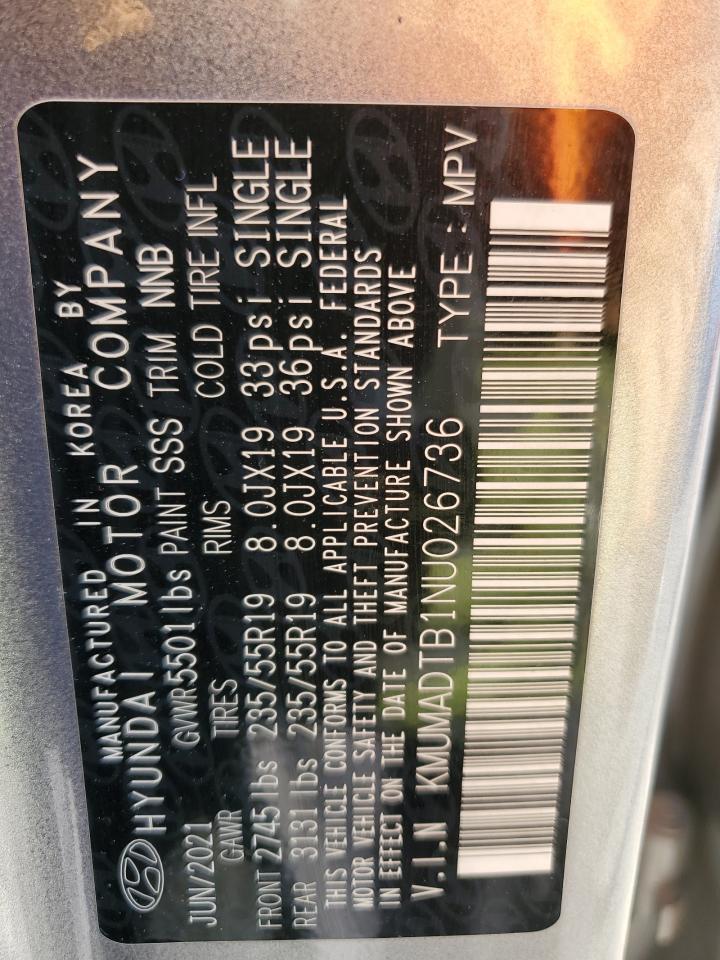 MANUFACTURED IN KOREA BY
HYUNDAI MOTOR COMPANY
GVWR5501lbs PAINT SSS TRIM NNB
JUN/2021
GAWR TIRES RIMS COLD TIRE INFL
FRONT 2745lbs 235/55R19 8.0JX19 33psi SINGLE
REAR 3131lbs 235/55R19 8.0JX19 36psi SINGLE
THIS VEHICLE CONFORMS TO ALL APPLICABLE U.S.A. FEDERAL
MOTOR VEHICLE SAFETY AND THEFT PREVENTION STANDARDS
IN EFFECT ON THE DATE OF MANUFACTURE SHOWN ABOVE
V.I.N KMUMADTB1NU026736 TYPE : MPV